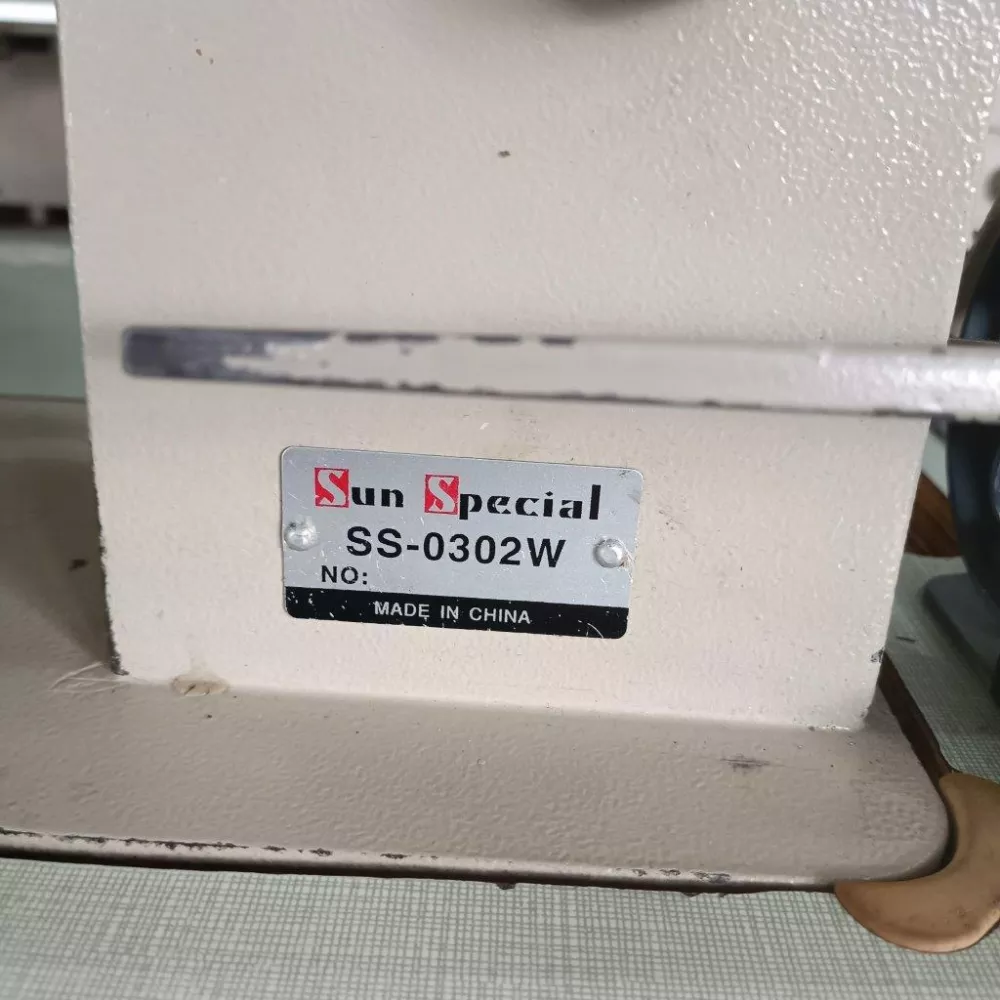 Sun Special
SS-0302W
NO:
MADE IN CHINA